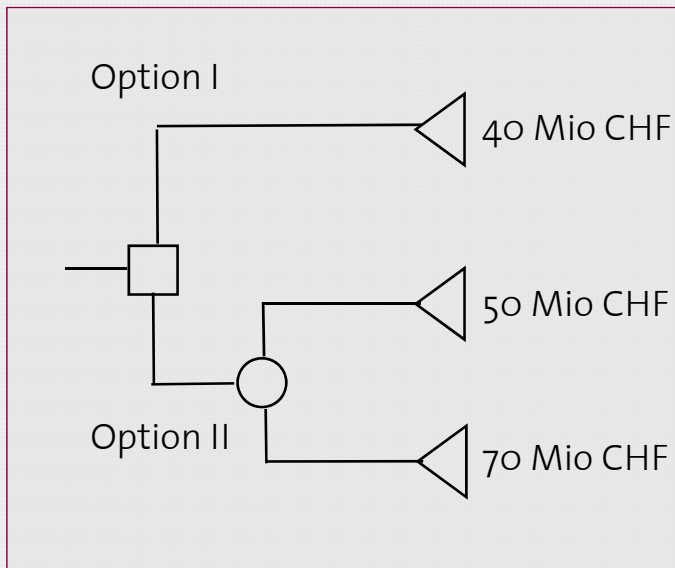 Option I
40 Mio CHF
50 Mio CHF
Option II
70 Mio CHF